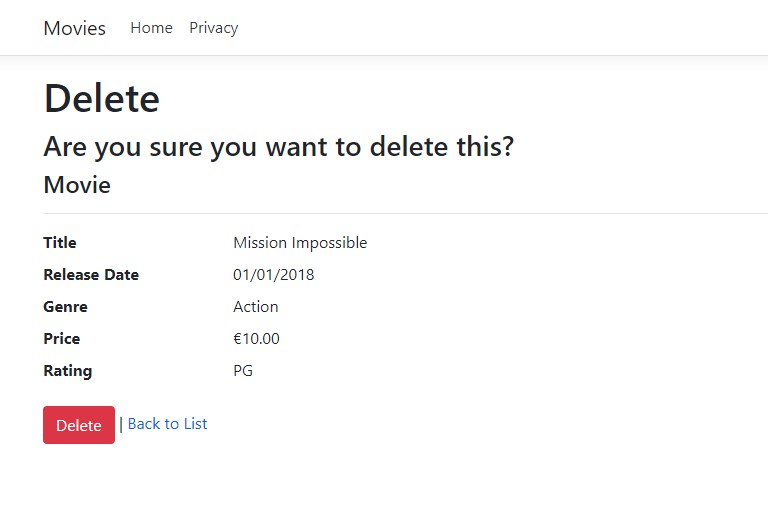 Movies Home Privacy
Delete
Are you sure you want to delete this?
Movie
Title Mission Impossible
Release Date 01/01/2018
Genre Action
Price €10.00
Rating PG
Delete | Back to List